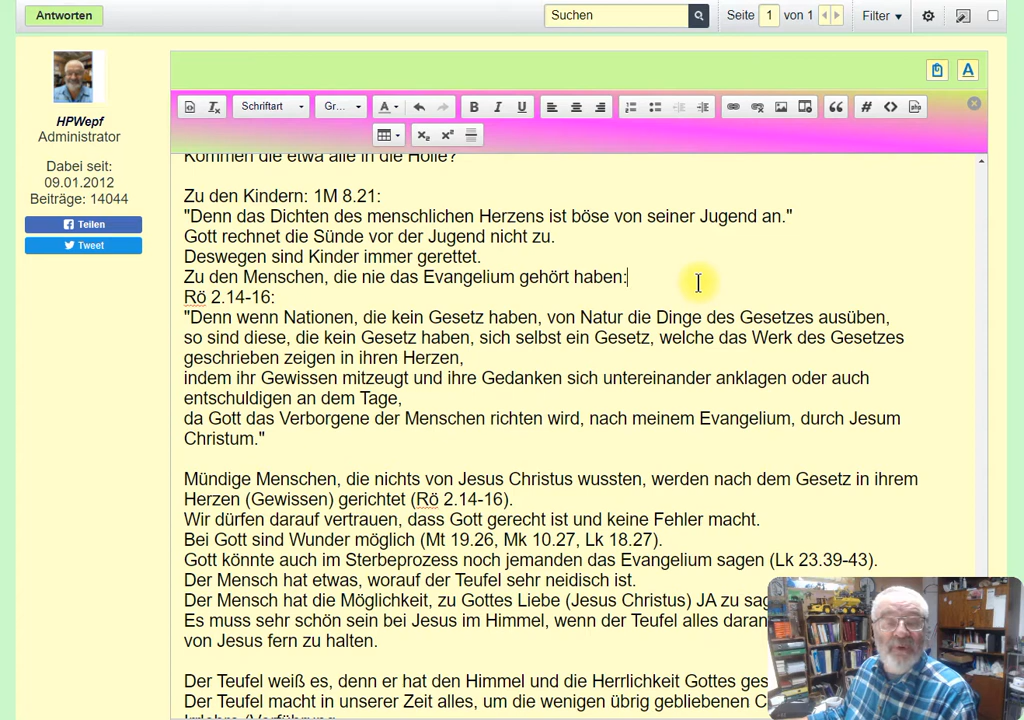 Antworten
Suchen
Seite 1 von 1
Filter
HPWepf
Administrator
Dabei seit:
09.01.2012
Beiträge: 14044
Teilen
Tweet
Schriftart
Gr...
A
B I U
Kommen die etwa alle in die Hölle?
Zu den Kindern: 1M 8.21:
"Denn das Dichten des menschlichen Herzens ist böse von seiner Jugend an."
Gott rechnet die Sünde vor der Jugend nicht zu.
Deswegen sind Kinder immer gerettet.
Zu den Menschen, die nie das Evangelium gehört haben:
Rö 2.14-16:
"Denn wenn Nationen, die kein Gesetz haben, von Natur die Dinge des Gesetzes ausüben,
so sind diese, die kein Gesetz haben, sich selbst ein Gesetz, welche das Werk des Gesetzes
geschrieben zeigen in ihren Herzen,
indem ihr Gewissen mitzeugt und ihre Gedanken sich untereinander anklagen oder auch
entschuldigen an dem Tage,
da Gott das Verborgene der Menschen richten wird, nach meinem Evangelium, durch Jesum
Christum."
Mündige Menschen, die nichts von Jesus Christus wussten, werden nach dem Gesetz in ihrem
Herzen (Gewissen) gerichtet (Rö 2.14-16).
Wir dürfen darauf vertrauen, dass Gott gerecht ist und keine Fehler macht.
Bei Gott sind Wunder möglich (Mt 19.26, Mk 10.27, Lk 18.27).
Gott könnte auch im Sterbeprozess noch jemanden das Evangelium sagen (Lk 23.39-43).
Der Mensch hat etwas, worauf der Teufel sehr neidisch ist.
Der Mensch hat die Möglichkeit, zu Gottes Liebe (Jesus Christus) JA zu sag
Es muss sehr schön sein bei Jesus im Himmel, wenn der Teufel alles daran
von Jesus fern zu halten.
Der Teufel weiß es, denn er hat den Himmel und die Herrlichkeit Gottes ges
Der Teufel macht in unserer Zeit alles, um die wenigen übrig gebliebenen C